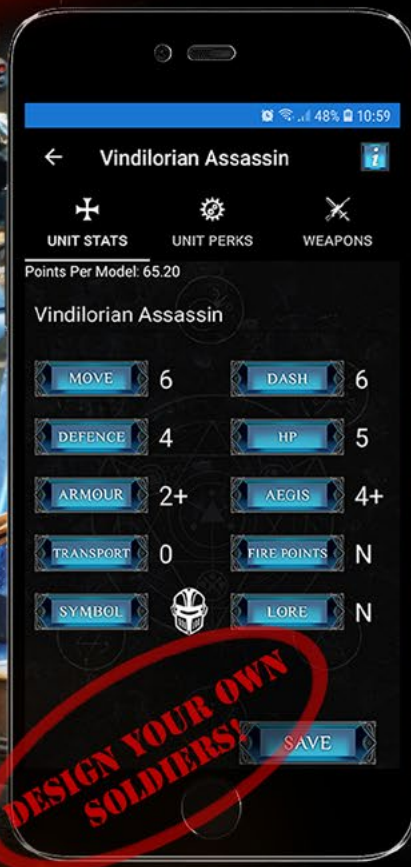 48% 10:59
Vindilorian Assassin i
UNIT STATS UNIT PERKS WEAPONS
Points Per Model: 65.20
Vindilorian Assassin
MOVE 6 DASH 6
DEFENCE 4 HP 5
ARMOUR 2+ AEGIS 4+
TRANSPORT 0 FIRE POINTS N
SYMBOL LORE N
DESIGN YOUR OWN
SOLDIERS!
SAVE